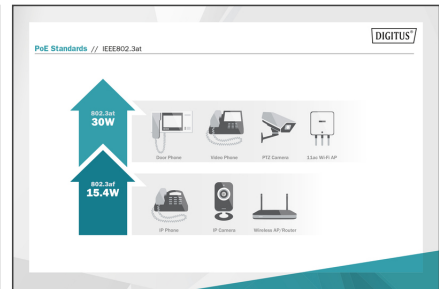 DIGITUS®
PoE Standards // IEEE802.3at
802.3at
30W
Door Phone
Video Phone
PTZ Camera
11ac Wi-Fi AP
802.3af
15.4W
IP Phone
IP Camera
Wireless AP/Router